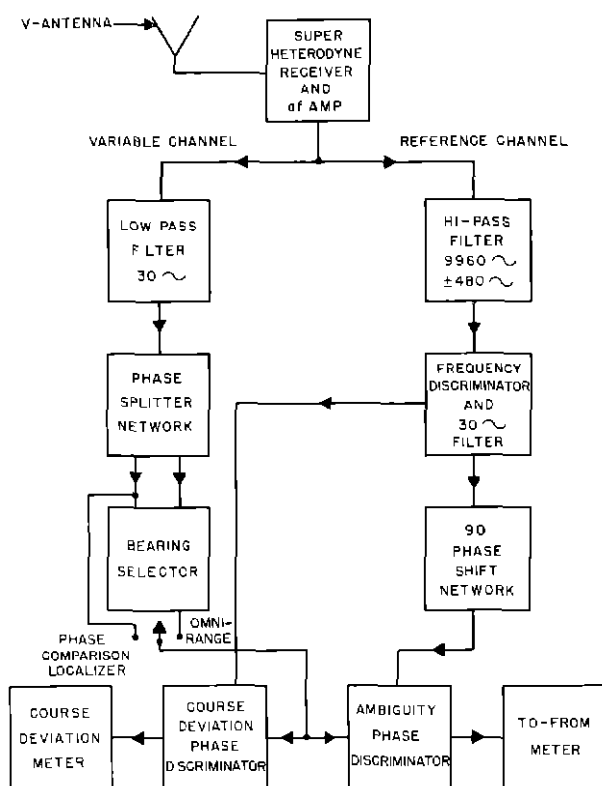 V-ANTENNA
SUPER
HETERODYNE
RECEIVER
AND
af AMP
VARIABLE CHANNEL
REFERENCE CHANNEL
LOW PASS
FILTER
30 ~
HI-PASS
FILTER
9960 ~
±480 ~
PHASE
SPLITTER
NETWORK
FREQUENCY
DISCRIMINATOR
AND
30 ~
FILTER
BEARING
SELECTOR
90
PHASE
SHIFT
NETWORK
OMNI-
RANGE
PHASE
COMPARISON
LOCALIZER
COURSE
DEVIATION
METER
COURSE
DEVIATION
PHASE
DISCRIMINATOR
AMBIGUITY
PHASE
DISCRIMINATOR
TO-FROM
METER